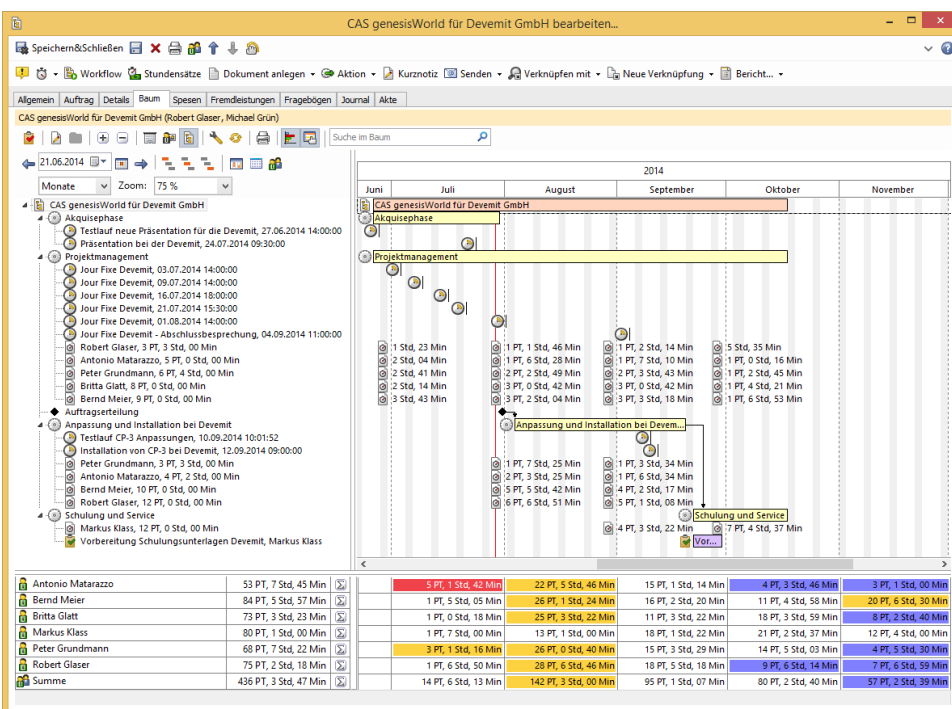 CAS genesisWorld für Devemit GmbH bearbeiten...
Speichern&Schließen
Workflow Stundensätze Dokument anlegen Aktion Kurznotiz Senden Verknüpfen mit Neue Verknüpfung Bericht...
Allgemein Auftrag Details Baum Spesen Fremdleistungen Fragebögen Journal Akte
CAS genesisWorld für Devemit GmbH (Robert Glaser, Michael Grün)
Suche im Baum
21.06.2014
2014
Monate Zoom: 75 %
Juni Juli August September Oktober November
CAS genesisWorld für Devemit GmbH CAS genesisWorld für Devemit GmbH
Akquisephase Akquisephase
Testlauf neue Präsentation für die Devemit, 27.06.2014 14:00:00
Präsentation bei der Devemit, 24.07.2014 09:30:00
Projektmanagement Projektmanagement
Jour Fixe Devemit, 03.07.2014 14:00:00
Jour Fixe Devemit, 09.07.2014 14:00:00
Jour Fixe Devemit, 16.07.2014 18:00:00
Jour Fixe Devemit, 21.07.2014 15:30:00
Jour Fixe Devemit, 01.08.2014 14:00:00
Jour Fixe Devemit - Abschlussbesprechung, 04.09.2014 11:00:00
Robert Glaser, 3 PT, 3 Std, 00 Min 1 Std, 23 Min 1 PT, 1 Std, 46 Min 1 PT, 2 Std, 14 Min 5 Std, 35 Min
Antonio Matarazzo, 5 PT, 0 Std, 00 Min 2 Std, 04 Min 1 PT, 6 Std, 28 Min 1 PT, 7 Std, 10 Min 1 PT, 0 Std, 16 Min
Peter Grundmann, 6 PT, 4 Std, 00 Min 2 Std, 41 Min 2 PT, 2 Std, 49 Min 2 PT, 3 Std, 43 Min 1 PT, 2 Std, 45 Min
Britta Glatt, 8 PT, 0 Std, 00 Min 2 Std, 14 Min 3 PT, 0 Std, 42 Min 3 PT, 0 Std, 42 Min 1 PT, 4 Std, 21 Min
Bernd Meier, 9 PT, 0 Std, 00 Min 3 Std, 43 Min 3 PT, 2 Std, 04 Min 3 PT, 3 Std, 18 Min 1 PT, 6 Std, 53 Min
Auftragserteilung
Anpassung und Installation bei Devemit Anpassung und Installation bei Devem...
Testlauf CP-3 Anpassungen, 10.09.2014 10:01:52
Installation von CP-3 bei Devemit, 12.09.2014 09:00:00
Peter Grundmann, 3 PT, 3 Std, 00 Min 1 PT, 7 Std, 25 Min 1 PT, 3 Std, 34 Min
Antonio Matarazzo, 4 PT, 2 Std, 00 Min 2 PT, 3 Std, 25 Min 1 PT, 6 Std, 34 Min
Bernd Meier, 10 PT, 0 Std, 00 Min 5 PT, 5 Std, 42 Min 4 PT, 2 Std, 17 Min
Robert Glaser, 12 PT, 0 Std, 00 Min 6 PT, 6 Std, 51 Min 5 PT, 1 Std, 08 Min
Schulung und Service Schulung und Service
Markus Klass, 12 PT, 0 Std, 00 Min 4 PT, 3 Std, 22 Min 7 PT, 4 Std, 37 Min
Vorbereitung Schulungsunterlagen Devemit, Markus Klass Vor...
Antonio Matarazzo 53 PT, 7 Std, 45 Min 5 PT, 1 Std, 42 Min 22 PT, 5 Std, 46 Min 15 PT, 1 Std, 14 Min 4 PT, 3 Std, 46 Min 3 PT, 1 Std, 00 Min
Bernd Meier 84 PT, 5 Std, 57 Min 1 PT, 5 Std, 05 Min 26 PT, 1 Std, 24 Min 16 PT, 2 Std, 20 Min 11 PT, 4 Std, 58 Min 20 PT, 6 Std, 30 Min
Britta Glatt 73 PT, 3 Std, 23 Min 1 PT, 0 Std, 18 Min 25 PT, 3 Std, 22 Min 11 PT, 3 Std, 22 Min 18 PT, 3 Std, 59 Min 8 PT, 2 Std, 40 Min
Markus Klass 80 PT, 1 Std, 00 Min 1 PT, 7 Std, 00 Min 13 PT, 1 Std, 00 Min 18 PT, 1 Std, 22 Min 21 PT, 2 Std, 37 Min 12 PT, 4 Std, 00 Min
Peter Grundmann 68 PT, 7 Std, 22 Min 3 PT, 1 Std, 16 Min 26 PT, 0 Std, 40 Min 15 PT, 3 Std, 29 Min 14 PT, 5 Std, 03 Min 4 PT, 5 Std, 30 Min
Robert Glaser 75 PT, 2 Std, 18 Min 1 PT, 6 Std, 50 Min 28 PT, 6 Std, 46 Min 18 PT, 5 Std, 18 Min 9 PT, 6 Std, 14 Min 7 PT, 6 Std, 59 Min
Summe 436 PT, 3 Std, 47 Min 14 PT, 6 Std, 13 Min 142 PT, 3 Std, 00 Min 95 PT, 1 Std, 07 Min 80 PT, 2 Std, 40 Min 57 PT, 2 Std, 39 Min